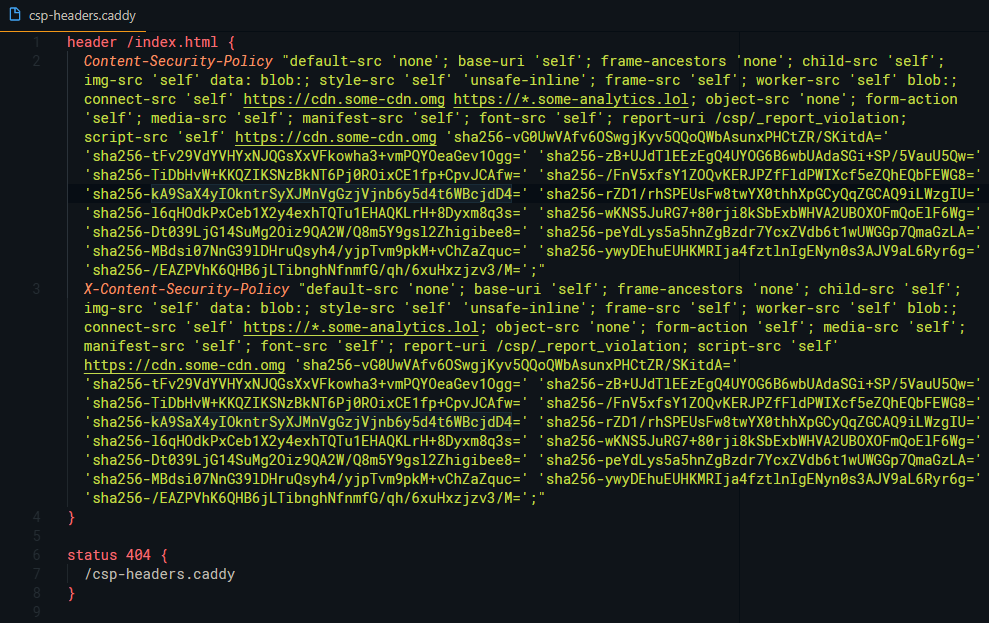 csp-headers.caddy
1 header /index.html {
2 Content-Security-Policy "default-src 'none'; base-uri 'self'; frame-ancestors 'none'; child-src 'self';
img-src 'self' data: blob:; style-src 'self' 'unsafe-inline'; frame-src 'self'; worker-src 'self' blob:;
connect-src 'self' https://cdn.some-cdn.omg https://*.some-analytics.lol; object-src 'none'; form-action
'self'; media-src 'self'; manifest-src 'self'; font-src 'self'; report-uri /csp/_report_violation;
script-src 'self' https://cdn.some-cdn.omg 'sha256-vG0UwVAfv6OSwgjKyv5QQoQWbAsunxPHCtZR/SKitdA='
'sha256-tFv29VdYVHYxNJQGsXxVFkowha3+vmPQYOeaGev1Ogg=' 'sha256-zB+UJdTlEEzEgQ4UYOG6B6wbUAdaSGi+SP/5VauU5Qw='
'sha256-TiDbHvW+KKQZIKSNzBkNT6Pj0ROixCE1fp+CpvJCAfw=' 'sha256-/FnV5xfsY1ZOQvKERJPZfFldPWIXcf5eZQhEQbFEWG8='
'sha256-kA9SaX4yIOkntrSyXJMnVgGzjVjnb6y5d4t6WBcjdD4=' 'sha256-rZD1/rhSPEUsFw8twYX0thhXpGCyQqZGCAQ9iLWzgIU='
'sha256-l6qHOdkPxCeb1X2y4exhTQTu1EHAQKLrH+8Dyxm8q3s=' 'sha256-wKNS5JuRG7+80rji8kSbExbWHVA2UBOXOFmQoElF6Wg='
'sha256-Dt039LjG14SuMg2Oiz9QA2W/Q8m5Y9gsl2Zhigibee8=' 'sha256-peYdLys5a5hnZgBzdr7YcxZVdb6t1wUWGGp7QmaGzLA='
'sha256-MBdsi07NnG39lDHruQsyh4/yjpTvm9pkM+vChZaZquc=' 'sha256-ywyDEhuEUHKMRIja4fztlnIgENyn0s3AJV9aL6Ryr6g='
'sha256-/EAZPVhK6QHB6jLTibnghNfnmfG/qh/6xuHxzjzv3/M=';"
3 X-Content-Security-Policy "default-src 'none'; base-uri 'self'; frame-ancestors 'none'; child-src 'self';
img-src 'self' data: blob:; style-src 'self' 'unsafe-inline'; frame-src 'self'; worker-src 'self' blob:;
connect-src 'self' https://*.some-analytics.lol; object-src 'none'; form-action 'self'; media-src 'self';
manifest-src 'self'; font-src 'self'; report-uri /csp/_report_violation; script-src 'self'
https://cdn.some-cdn.omg 'sha256-vG0UwVAfv6OSwgjKyv5QQoQWbAsunxPHCtZR/SKitdA='
'sha256-tFv29VdYVHYxNJQGsXxVFkowha3+vmPQYOeaGev1Ogg=' 'sha256-zB+UJdTlEEzEgQ4UYOG6B6wbUAdaSGi+SP/5VauU5Qw='
'sha256-TiDbHvW+KKQZIKSNzBkNT6Pj0ROixCE1fp+CpvJCAfw=' 'sha256-/FnV5xfsY1ZOQvKERJPZfFldPWIXcf5eZQhEQbFEWG8='
'sha256-kA9SaX4yIOkntrSyXJMnVgGzjVjnb6y5d4t6WBcjdD4=' 'sha256-rZD1/rhSPEUsFw8twYX0thhXpGCyQqZGCAQ9iLWzgIU='
'sha256-l6qHOdkPxCeb1X2y4exhTQTu1EHAQKLrH+8Dyxm8q3s=' 'sha256-wKNS5JuRG7+80rji8kSbExbWHVA2UBOXOFmQoElF6Wg='
'sha256-Dt039LjG14SuMg2Oiz9QA2W/Q8m5Y9gsl2Zhigibee8=' 'sha256-peYdLys5a5hnZgBzdr7YcxZVdb6t1wUWGGp7QmaGzLA='
'sha256-MBdsi07NnG39lDHruQsyh4/yjpTvm9pkM+vChZaZquc=' 'sha256-ywyDEhuEUHKMRIja4fztlnIgENyn0s3AJV9aL6Ryr6g='
'sha256-/EAZPVhK6QHB6jLTibnghNfnmfG/qh/6xuHxzjzv3/M=';"
4 }
5
6 status 404 {
7 /csp-headers.caddy
8 }
9